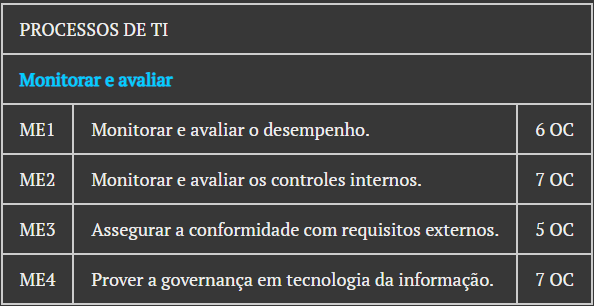 PROCESSOS DE TI
Monitorar e avaliar
ME1 Monitorar e avaliar o desempenho. 6 OC
ME2 Monitorar e avaliar os controles internos. 7 OC
ME3 Assegurar a conformidade com requisitos externos. 5 OC
ME4 Prover a governança em tecnologia da informação. 7 OC